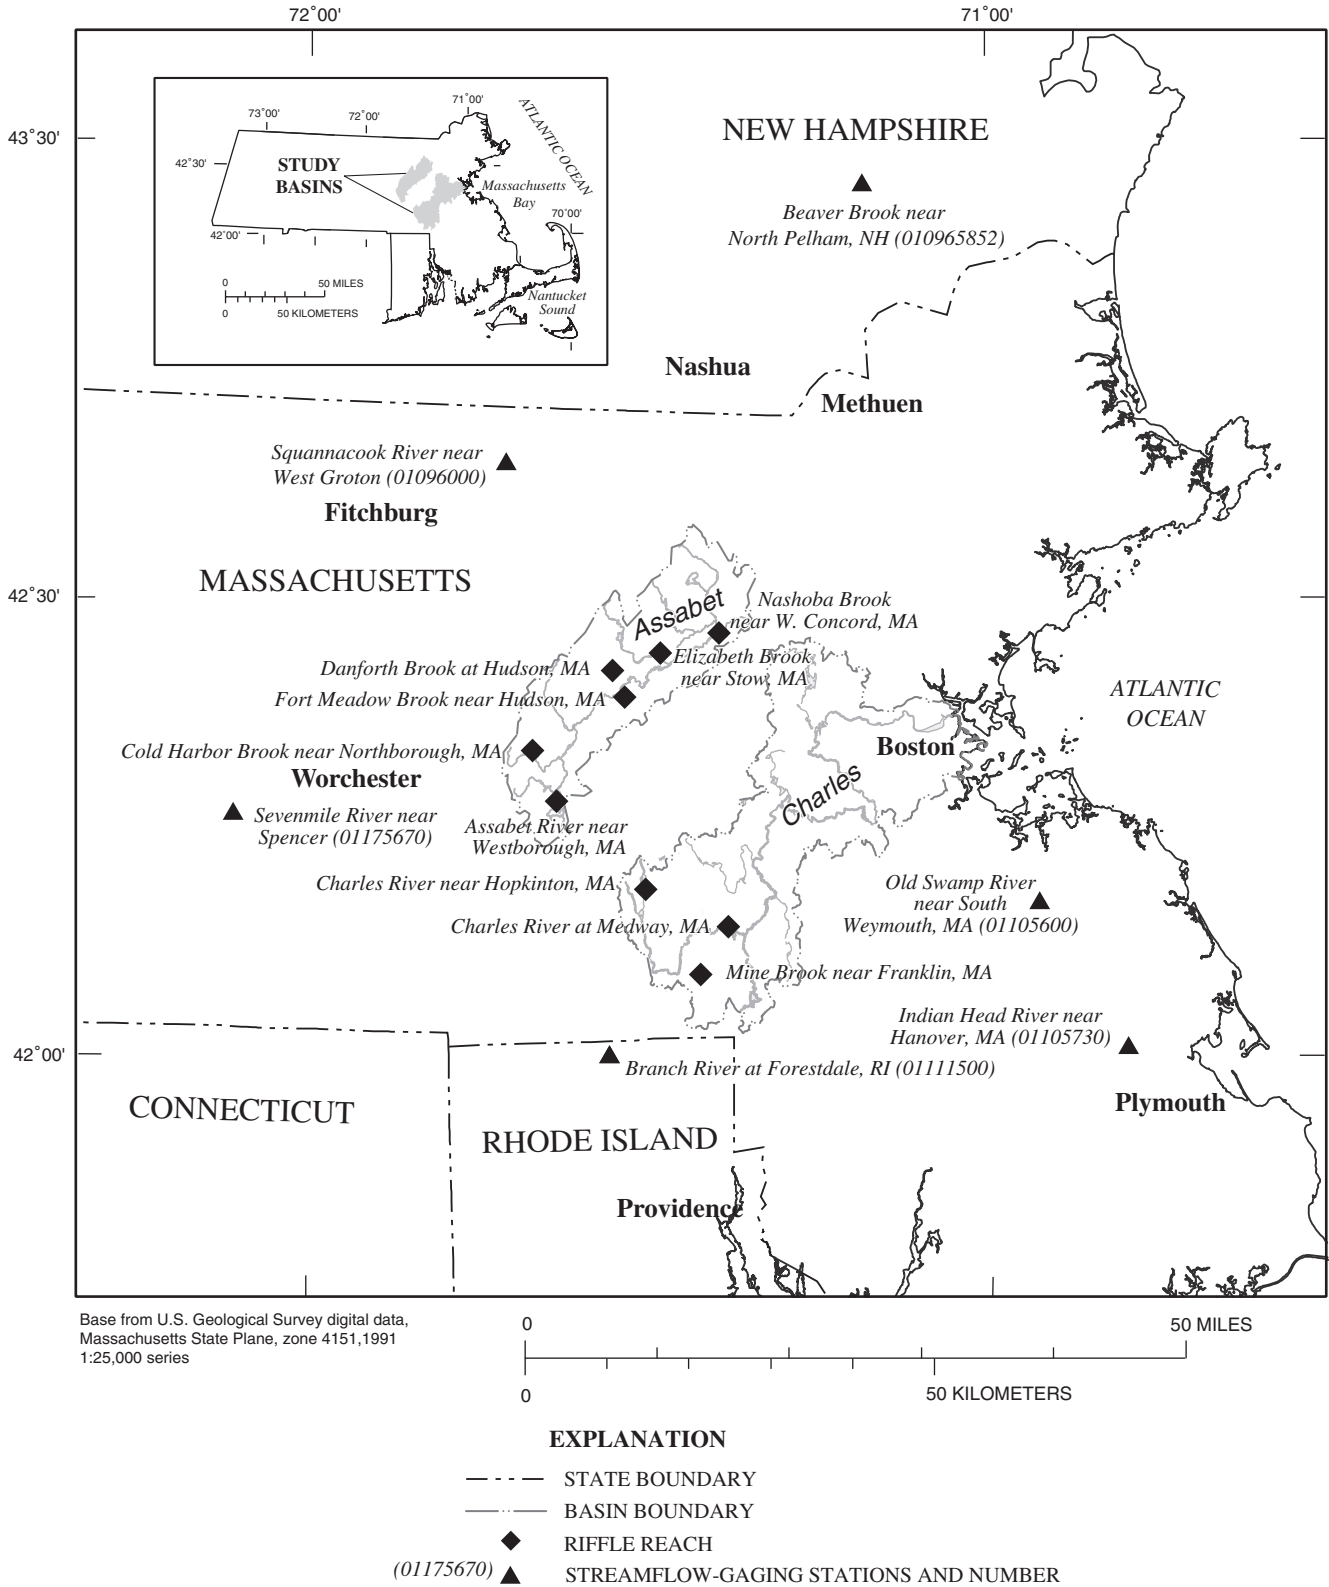 72°00'
71°00'
43°30'
42°30'
42°00'
73°00'
72°00'
71°00'
42°30'
42°00'
70°00'
ATLANTIC OCEAN
STUDY
BASINS
Massachusetts
Bay
Nantucket
Sound
0
50 MILES
0
50 KILOMETERS
NEW HAMPSHIRE
Beaver Brook near
North Pelham, NH (010965852)
Nashua
Methuen
Squannacook River near
West Groton (01096000)
Fitchburg
MASSACHUSETTS
Assabet
Nashoba Brook
near W. Concord, MA
Elizabeth Brook
near Stow, MA
Danforth Brook at Hudson, MA
Fort Meadow Brook near Hudson, MA
ATLANTIC
OCEAN
Boston
Cold Harbor Brook near Northborough, MA
Worchester
Charles
Sevenmile River near
Spencer (01175670)
Assabet River near
Westborough, MA
Charles River near Hopkinton, MA
Old Swamp River
near South
Weymouth, MA (01105600)
Charles River at Medway, MA
Mine Brook near Franklin, MA
Indian Head River near
Hanover, MA (01105730)
Branch River at Forestdale, RI (01111500)
Plymouth
CONNECTICUT
RHODE ISLAND
Providence
Base from U.S. Geological Survey digital data,
Massachusetts State Plane, zone 4151,1991
1:25,000 series
0
50 MILES
0
50 KILOMETERS
EXPLANATION
STATE BOUNDARY
BASIN BOUNDARY
RIFFLE REACH
(01175670) STREAMFLOW-GAGING STATIONS AND NUMBER